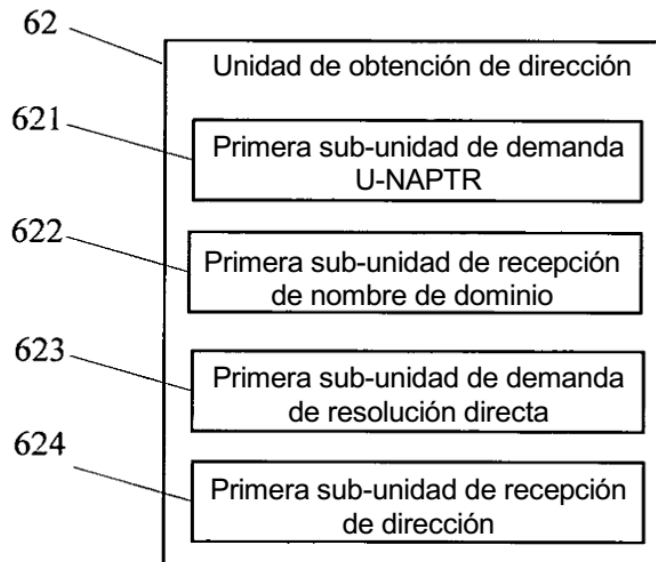 62
Unidad de obtención de dirección
621
Primera sub-unidad de demanda
U-NAPTR
622
Primera sub-unidad de recepción
de nombre de dominio
623
Primera sub-unidad de demanda
de resolución directa
624
Primera sub-unidad de recepción
de dirección